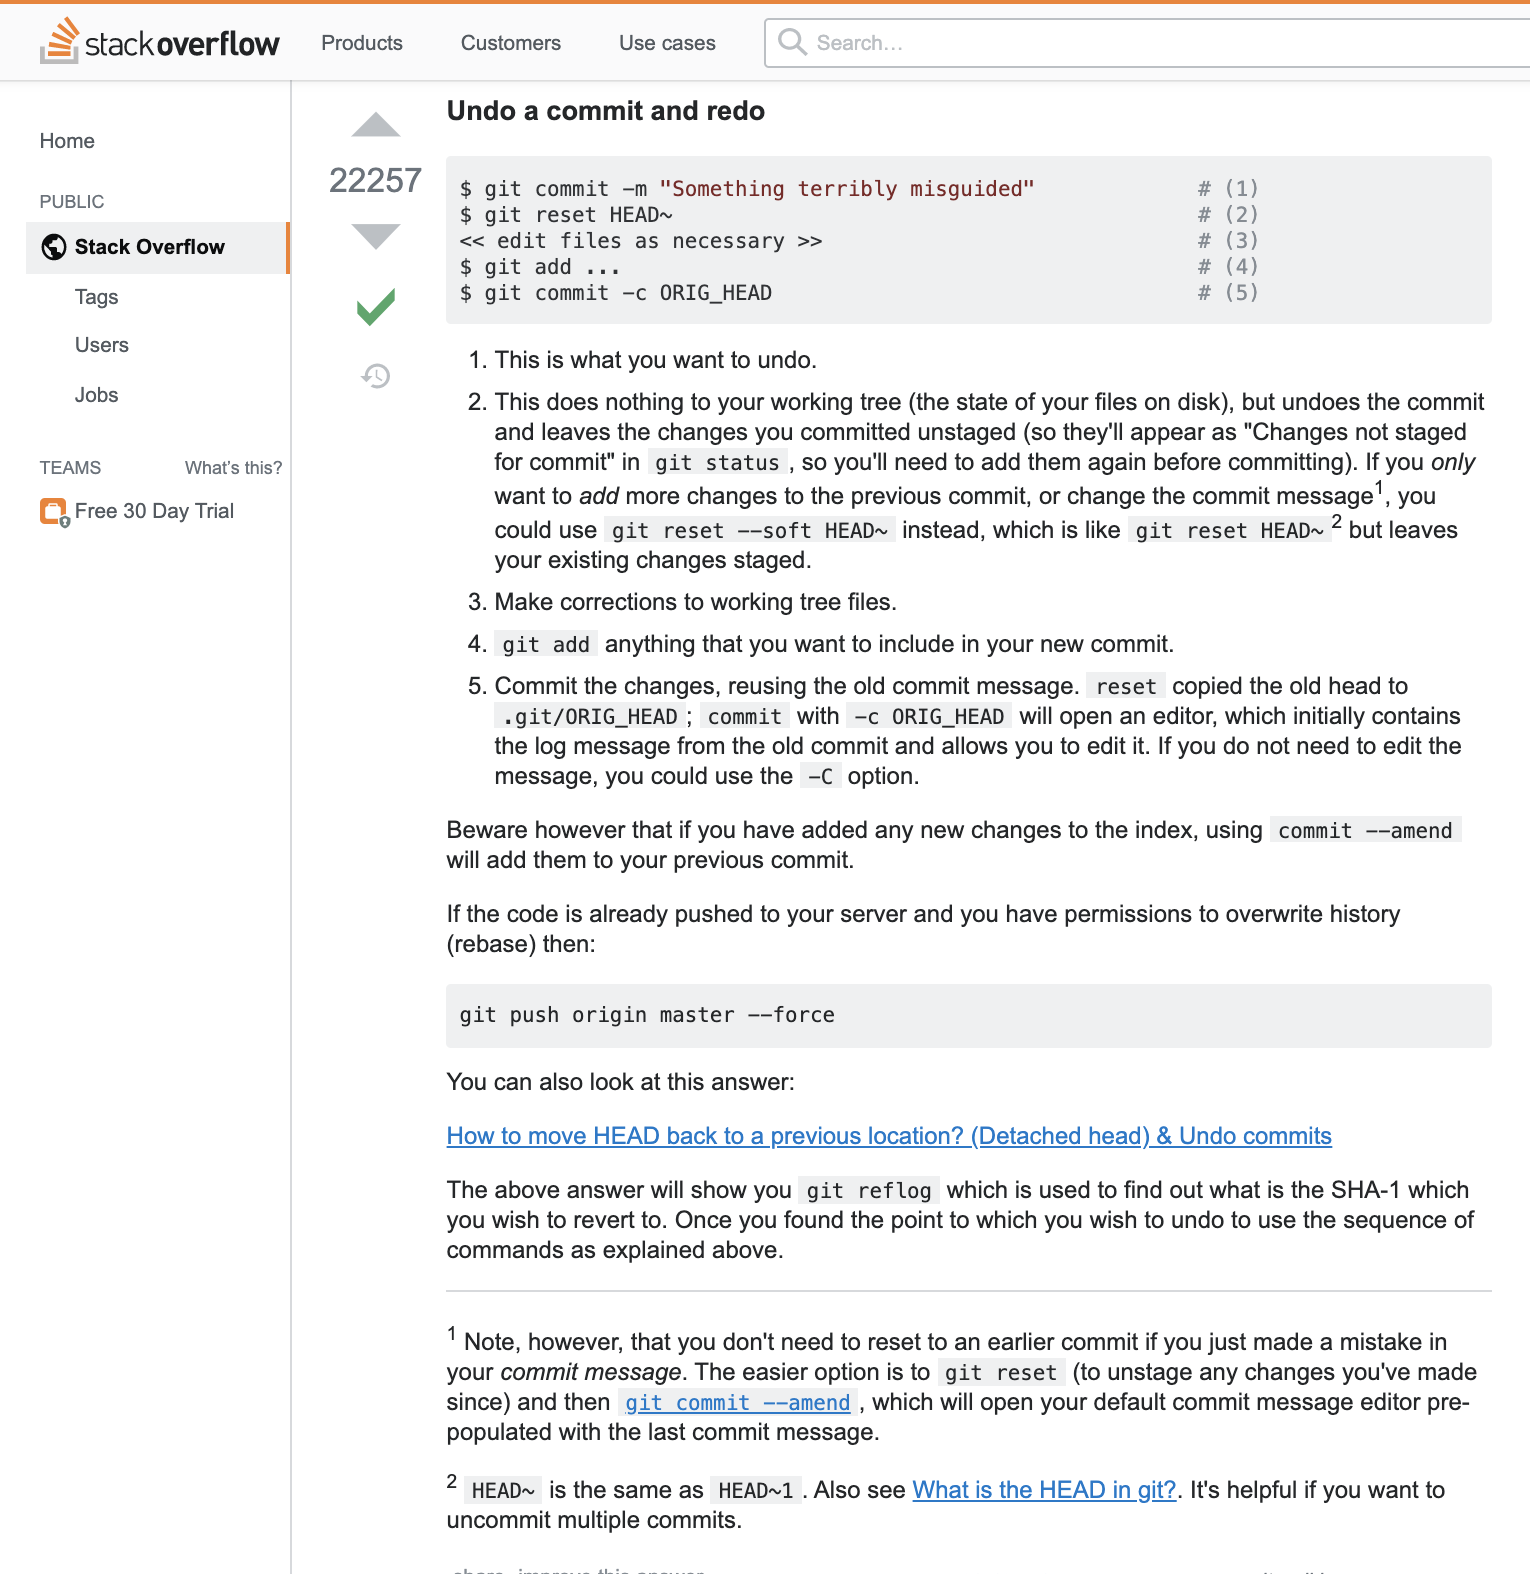 stackoverflow Products Customers Use cases Search...
Home
PUBLIC
Stack Overflow
Tags
Users
Jobs
TEAMS What's this?
Free 30 Day Trial
22257
Undo a commit and redo
$ git commit -m "Something terribly misguided" # (1)
$ git reset HEAD~ # (2)
<< edit files as necessary >> # (3)
$ git add ... # (4)
$ git commit -c ORIG_HEAD # (5)
1. This is what you want to undo.
2. This does nothing to your working tree (the state of your files on disk), but undoes the commit
and leaves the changes you committed unstaged (so they'll appear as "Changes not staged
for commit" in git status , so you'll need to add them again before committing). If you only
want to add more changes to the previous commit, or change the commit message1, you
could use git reset --soft HEAD~ instead, which is like git reset HEAD~ 2 but leaves
your existing changes staged.
3. Make corrections to working tree files.
4. git add anything that you want to include in your new commit.
5. Commit the changes, reusing the old commit message. reset copied the old head to
.git/ORIG_HEAD ; commit with -c ORIG_HEAD will open an editor, which initially contains
the log message from the old commit and allows you to edit it. If you do not need to edit the
message, you could use the -C option.
Beware however that if you have added any new changes to the index, using commit --amend
will add them to your previous commit.
If the code is already pushed to your server and you have permissions to overwrite history
(rebase) then:
git push origin master --force
You can also look at this answer:
How to move HEAD back to a previous location? (Detached head) & Undo commits
The above answer will show you git reflog which is used to find out what is the SHA-1 which
you wish to revert to. Once you found the point to which you wish to undo to use the sequence of
commands as explained above.
1 Note, however, that you don't need to reset to an earlier commit if you just made a mistake in
your commit message. The easier option is to git reset (to unstage any changes you've made
since) and then git commit --amend , which will open your default commit message editor pre-
populated with the last commit message.
2 HEAD~ is the same as HEAD~1 . Also see What is the HEAD in git?. It's helpful if you want to
uncommit multiple commits.
share improve this answer